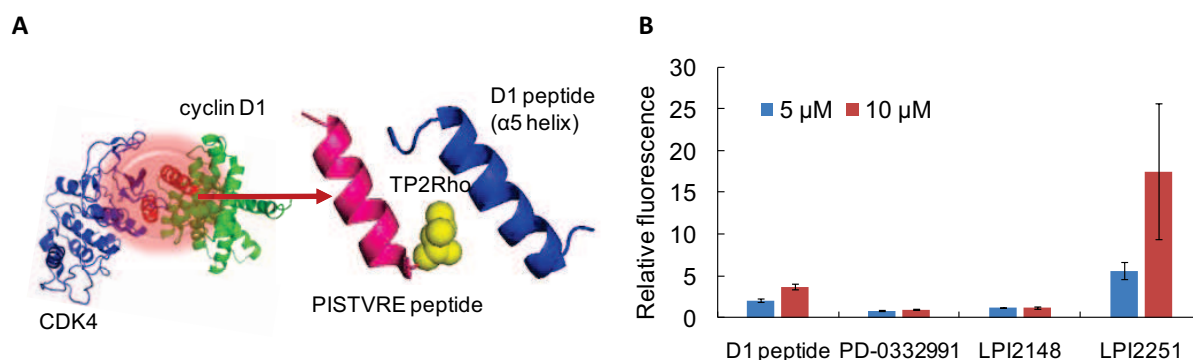 A
cyclin D1
CDK4
D1 peptide
(α5 helix)
TP2Rho
PISTVRE peptide
B
Relative fluorescence
30
25
20
15
10
5
0
5 µM
10 µM
D1 peptide
PD-0332991
LPI2148
LPI2251